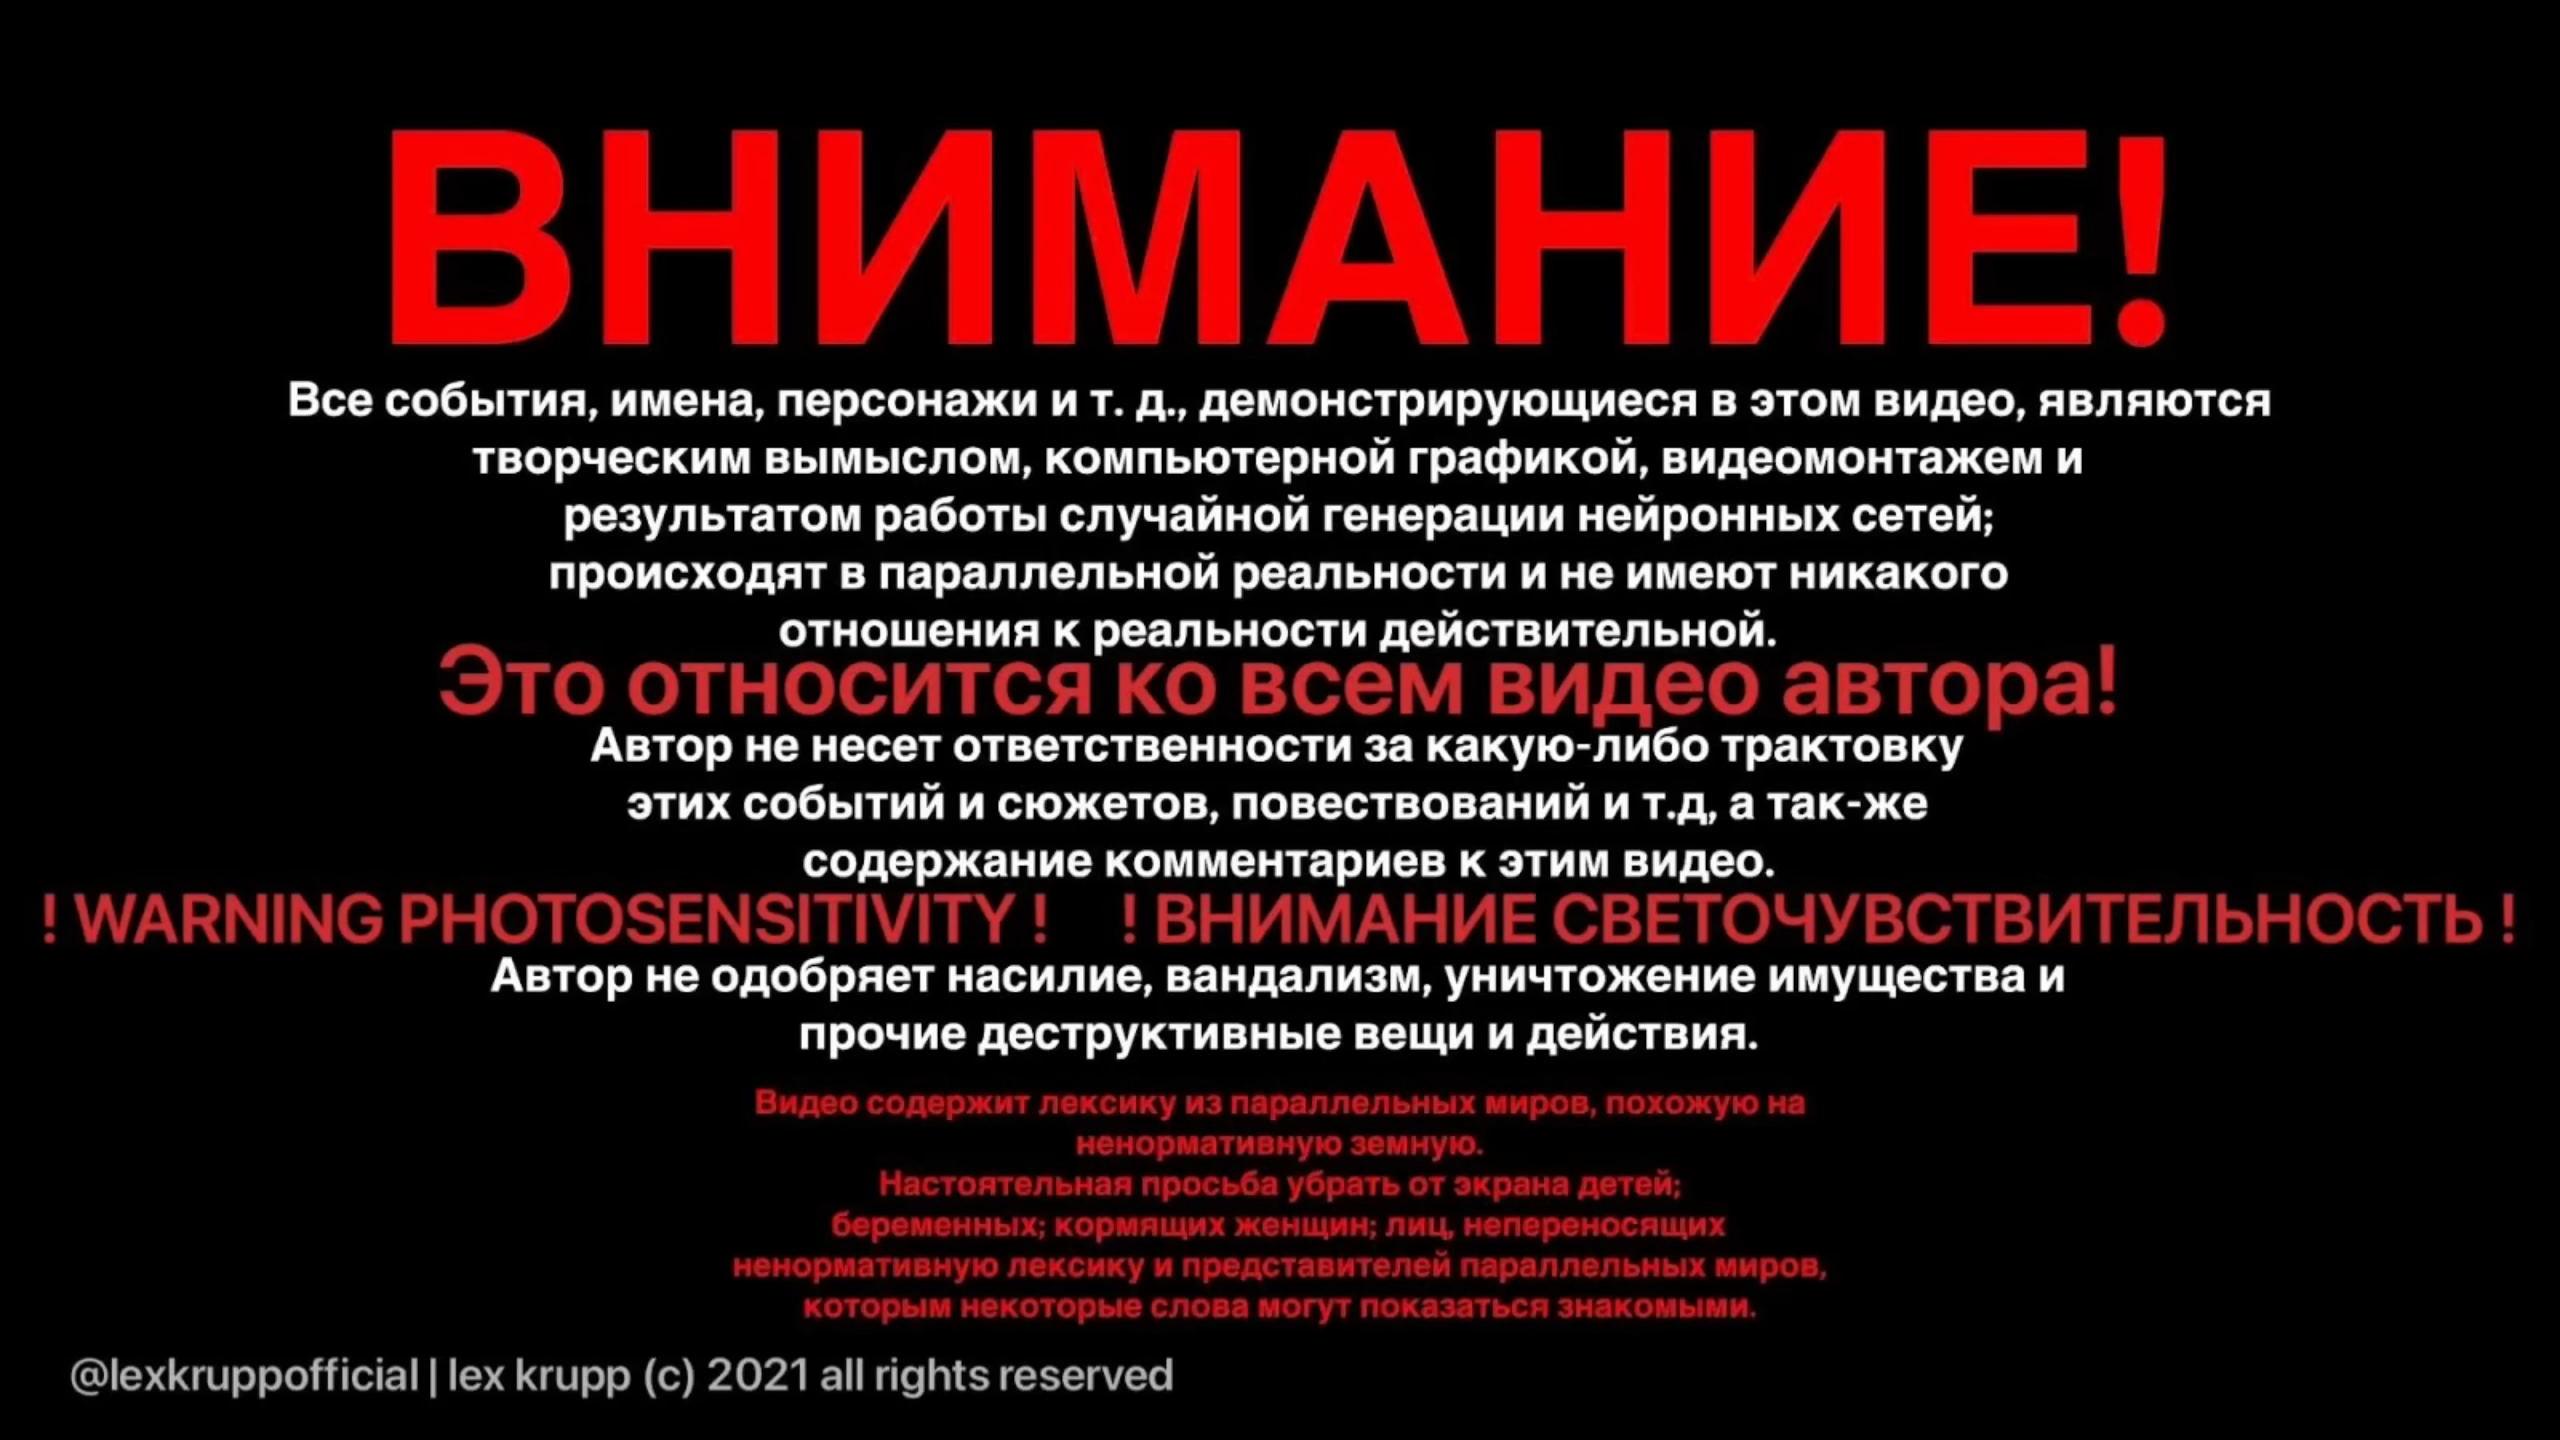 ВНИМАНИЕ!
Все события, имена, персонажи и т. д., демонстрирующиеся в этом видео, являются
творческим вымыслом, компьютерной графикой, видеомонтажем и
результатом работы случайной генерации нейронных сетей;
происходят в параллельной реальности и не имеют никакого
отношения к реальности действительной.
Это относится ко всем видео автора!
Автор не несет ответственности за какую-либо трактовку
этих событий и сюжетов, повествований и т.д, а так-же
содержание комментариев к этим видео.
! WARNING PHOTOSENSITIVITY ! ! ВНИМАНИЕ СВЕТОЧУВСТВИТЕЛЬНОСТЬ !
Автор не одобряет насилие, вандализм, уничтожение имущества и
прочие деструктивные вещи и действия.
Видео содержит лексику из параллельных миров, похожую на
ненормативную земную.
Настоятельная просьба убрать от экрана детей;
беременных; кормящих женщин; лиц, непереносящих
ненормативную лексику и представителей параллельных миров,
которым некоторые слова могут показаться знакомыми.
@lexkruppofficial | lex krupp (c) 2021 all rights reserved